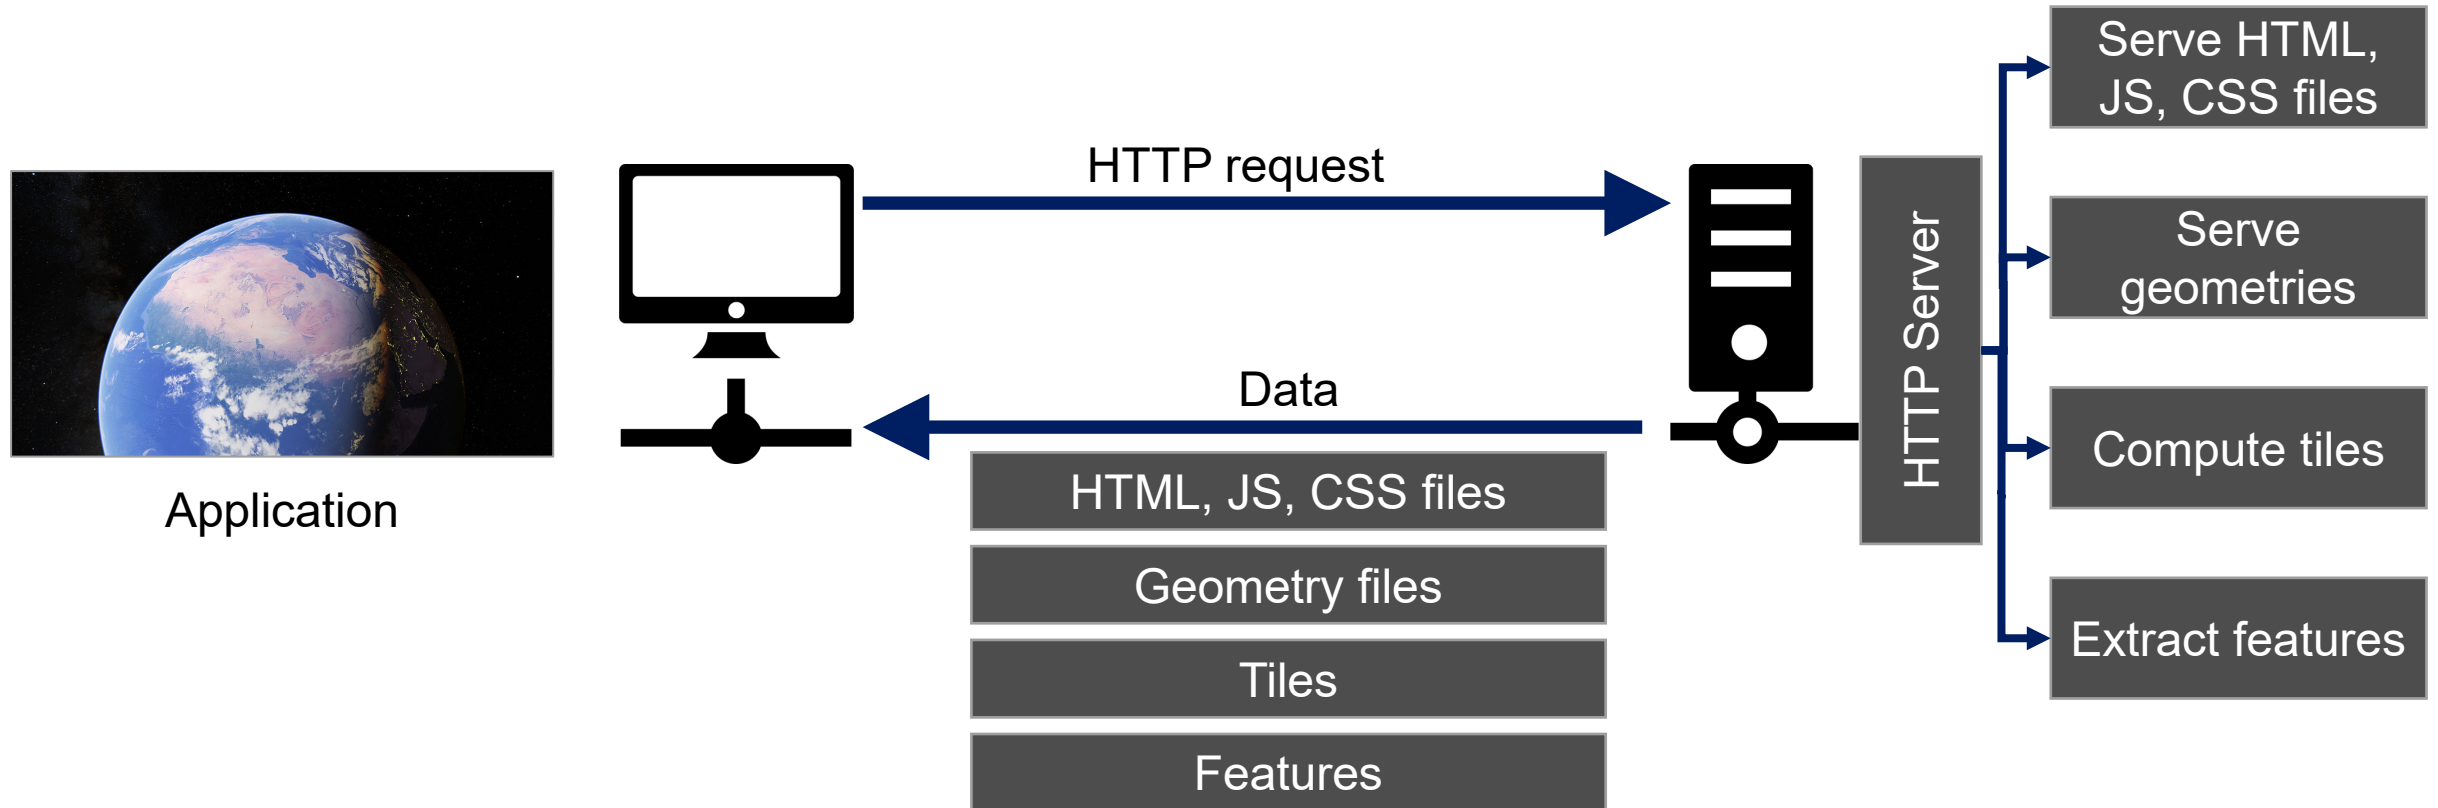 Application
HTTP request
Data
HTML, JS, CSS files
Geometry files
Tiles
Features
HTTP Server
Serve HTML,
JS, CSS files
Serve
geometries
Compute tiles
Extract features